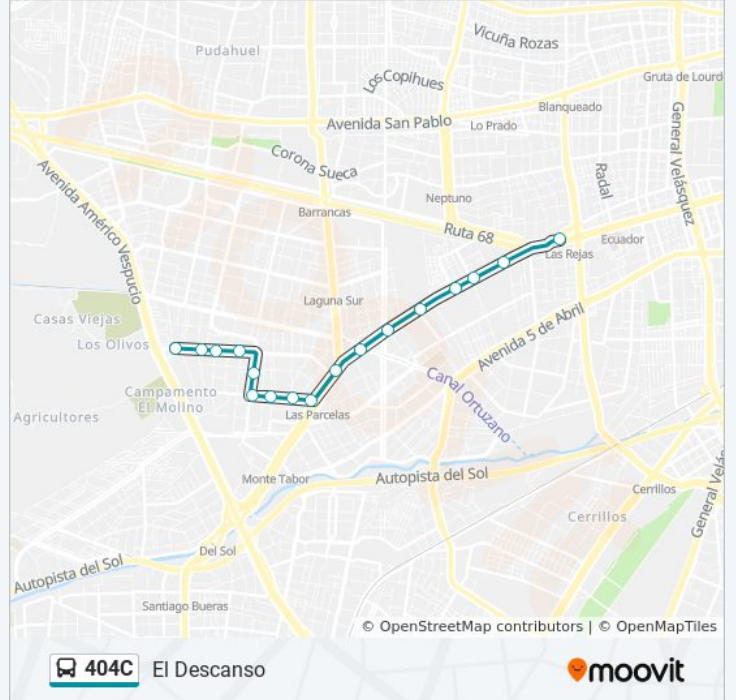 Vicuña Rozas
Pudahuel
Los Copihues
Gruta de Lourd
Blanqueado
Avenida San Pablo
Lo Prado
General Velásquez
Corona Sueca
Radal
Avenida Américo Vespucio
Neptuno
Barrancas
Ruta 68
Ecuador
Las Rejas
Laguna Sur
Casas Viejas
Avenida 5 de Abril
Los Olivos
Canal Ortuzano
Campamento
El Molino
Agricultores
Las Parcelas
General Velás
Monte Tabor
Autopista del Sol
Cerrillos
Cerrillos
Del Sol
Autopista del Sol
Santiago Bueras
© OpenStreetMap contributors | © OpenMapTiles
404C El Descanso
moovit